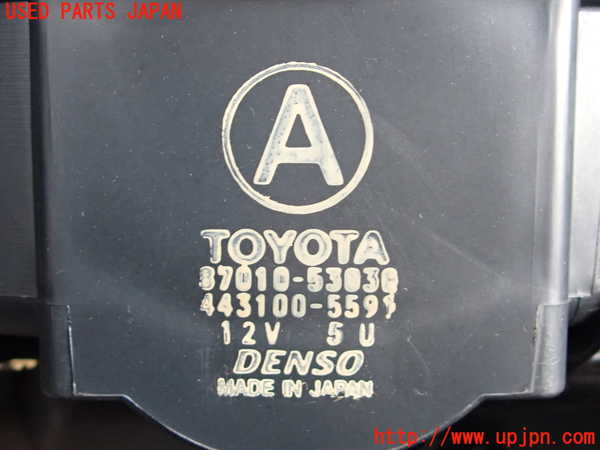 USED PARTS JAPAN
A
TOYOTA
87010-53030
443100-5591
12V 5U
DENSO
MADE IN JAPAN
http://www.upjpn.com/